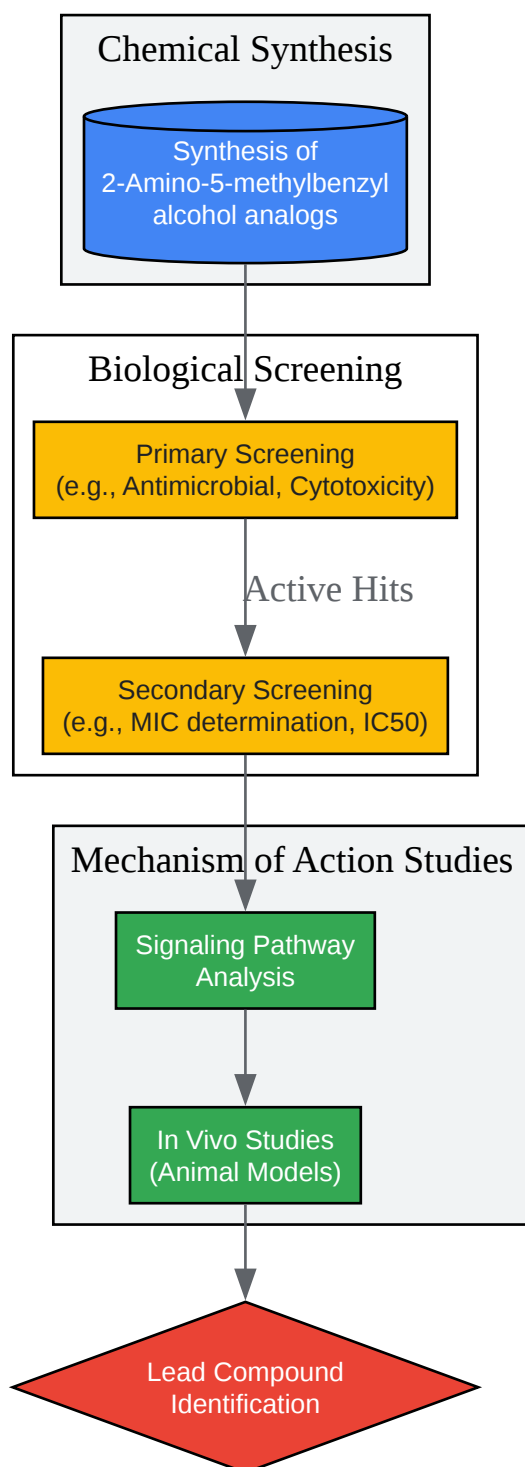 Chemical Synthesis
Synthesis of
2-Amino-5-methylbenzyl
alcohol analogs
Biological Screening
Primary Screening
(e.g., Antimicrobial, Cytotoxicity)
Active Hits
Secondary Screening
(e.g., MIC determination, IC50)
Mechanism of Action Studies
Signaling Pathway
Analysis
In Vivo Studies
(Animal Models)
Lead Compound
Identification